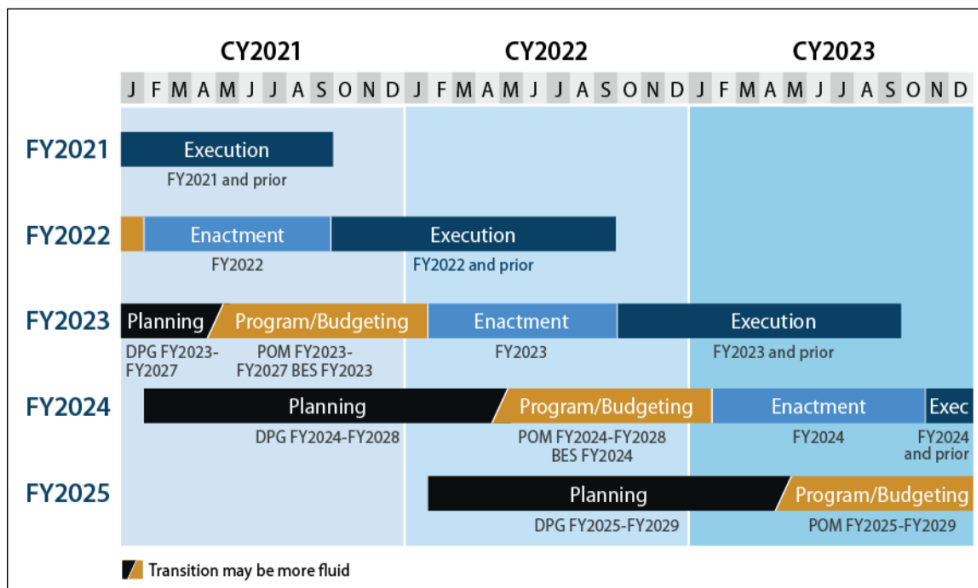 CY2021 CY2022 CY2023
J F M A M J J A S O N D J F M A M J J A S O N D J F M A M J J A S O N D
FY2021 Execution
FY2021 and prior
FY2022 Enactment Execution
FY2022 FY2022 and prior
FY2023 Planning Program/Budgeting Enactment Execution
DPG FY2023- POM FY2023- FY2023 FY2023 and prior
FY2027 FY2027 BES FY2023
FY2024 Planning Program/Budgeting Enactment Exec
DPG FY2024-FY2028 POM FY2024-FY2028 FY2024 FY2024
BES FY2024 and prior
FY2025 Planning Program/Budgeting
DPG FY2025-FY2029 POM FY2025-FY2029
Transition may be more fluid